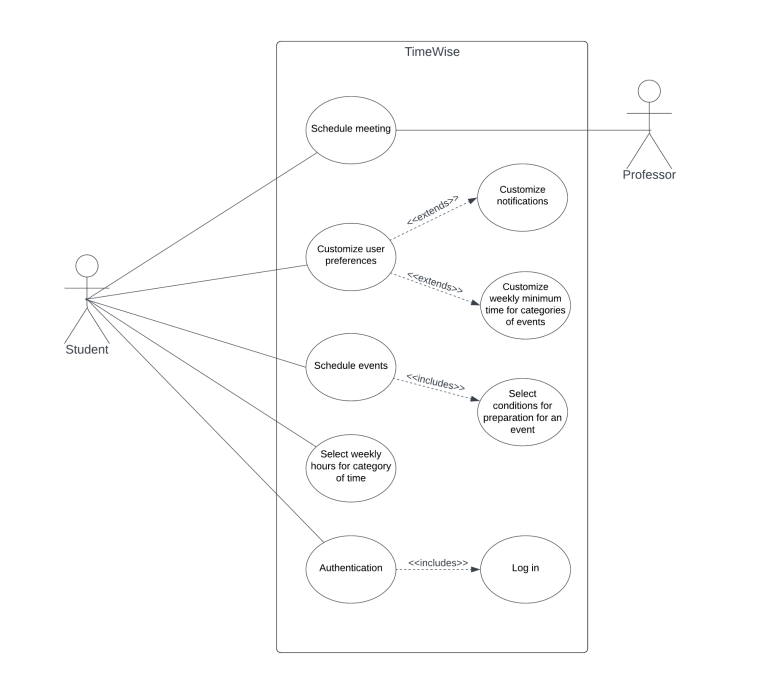 TimeWise
Schedule meeting
Professor
Customize
notifications
<<extends>>
Customize user
preferences
<<extends>>
Customize
weekly minimum
time for categories
of events
Student
Schedule events
<<includes>>
Select
conditions for
preparation for an
event
Select weekly
hours for category
of time
Authentication
<<includes>>
Log in